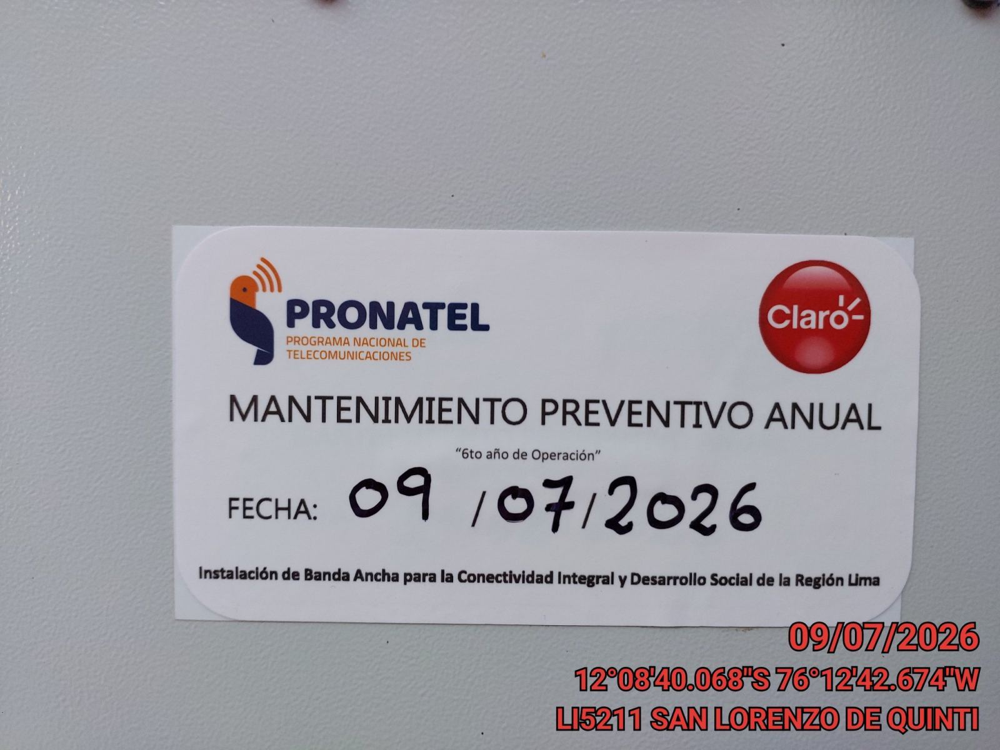 PRONATEL
PROGRAMA NACIONAL DE
TELECOMUNICACIONES
Claro
MANTENIMIENTO PREVENTIVO ANUAL
“6to año de Operación”
FECHA: 09 / 07 / 2026
Instalación de Banda Ancha para la Conectividad Integral y Desarrollo Social de la Región Lima
09/07/2026
12°08'40.068"S 76°12'42.674"W
LI5211 SAN LORENZO DE QUINTI